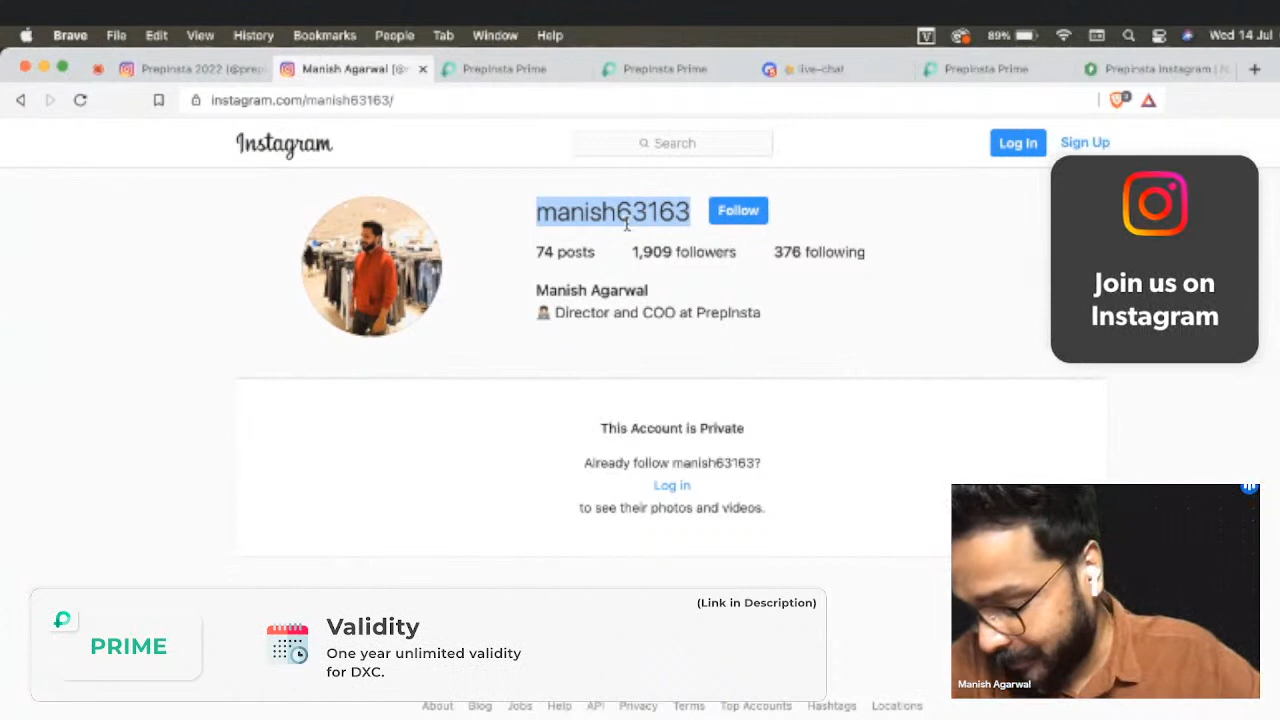 Brave File Edit View History Bookmarks People Tab Window Help 89% Wed 14 Jul
PrepInsta 2022 (@prep Manish Agarwal (@ PrepInsta Prime PrepInsta Prime live-chat PrepInsta Prime PrepInsta Instagram |
instagram.com/manish63163/
Instagram Search Log In Sign Up
manish63163 Follow
74 posts 1,909 followers 376 following
Manish Agarwal
Director and COO at PrepInsta
Join us on
Instagram
This Account is Private
Already follow manish63163?
Log in
to see their photos and videos.
(Link in Description)
PRIME
Validity
One year unlimited validity
for DXC.
Manish Agarwal
About Blog Jobs Help API Privacy Terms Top Accounts Hashtags Locations